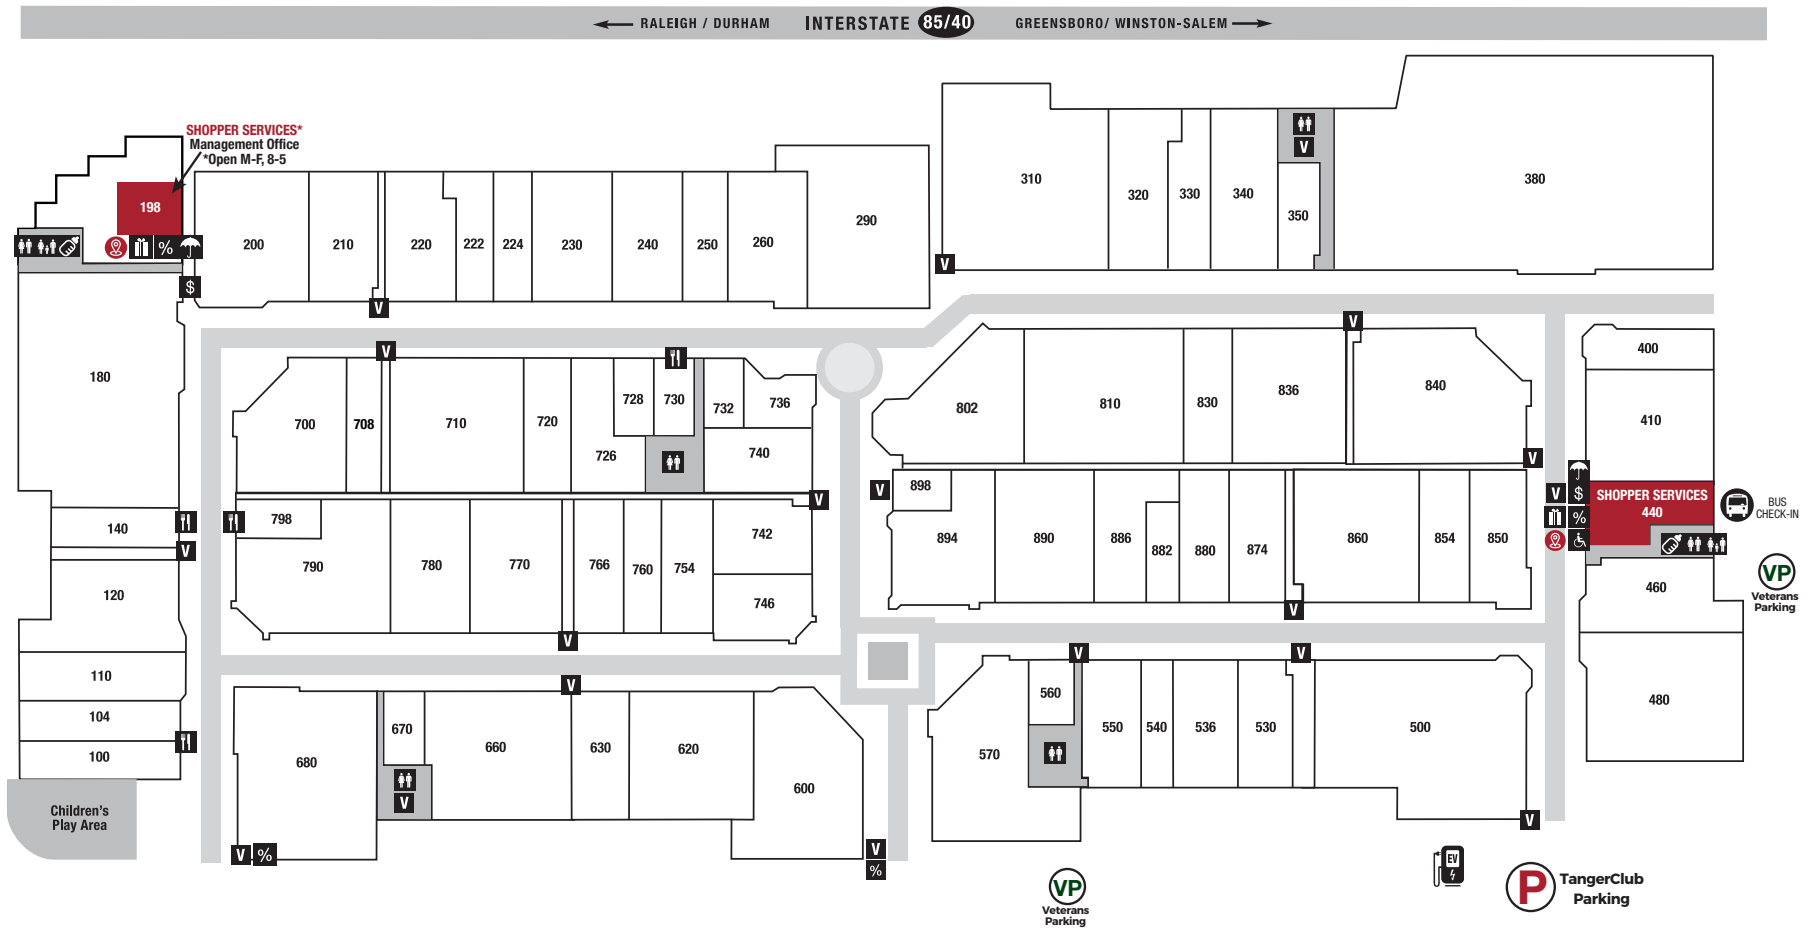 RALEIGH / DURHAM INTERSTATE 85/40 GREENSBORO/ WINSTON-SALEM
SHOPPER SERVICES*
Management Office
*Open M-F, 8-5
198
%
$
200
210
220
222
224
230
240
250
260
290
V
310
320
330
340
V
350
380
V
180
140
V
120
110
104
100
Children's
Play Area
V
700
708
710
720
726
728
730
732
736
740
V
798
790
780
770
766
760
754
742
746
V
V
802
810
830
836
840
V
V
898
894
890
886
882
880
874
860
854
850
V
400
410
V
$
%
SHOPPER SERVICES
440
BUS
CHECK-IN
460
480
VP
Veterans
Parking
V
680
670
V
660
630
620
600
V
%
V
%
V
V
570
560
550
540
536
530
500
V
VP
Veterans
Parking
EV
P
TangerClub
Parking